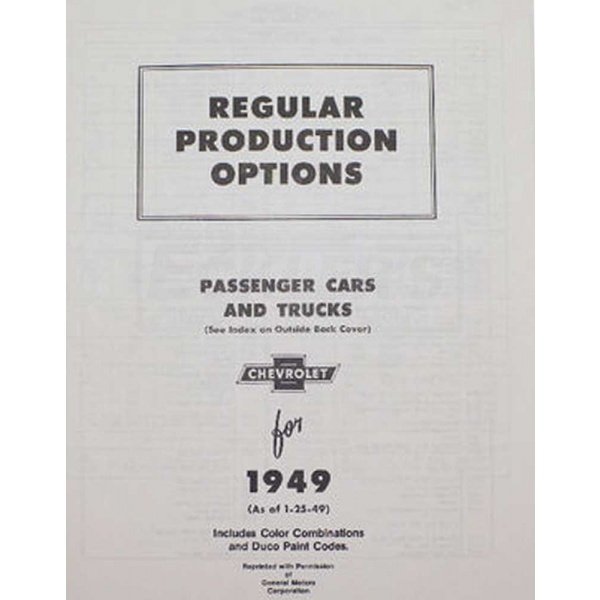 REGULAR
PRODUCTION
OPTIONS
PASSENGER CARS
AND TRUCKS
(See Index on Outside Back Cover)
CHEVROLET
for
1949
(As of 1-25-49)
Includes Color Combinations
and Duco Paint Codes.
Reprinted with Permission
of
General Motors
Corporation